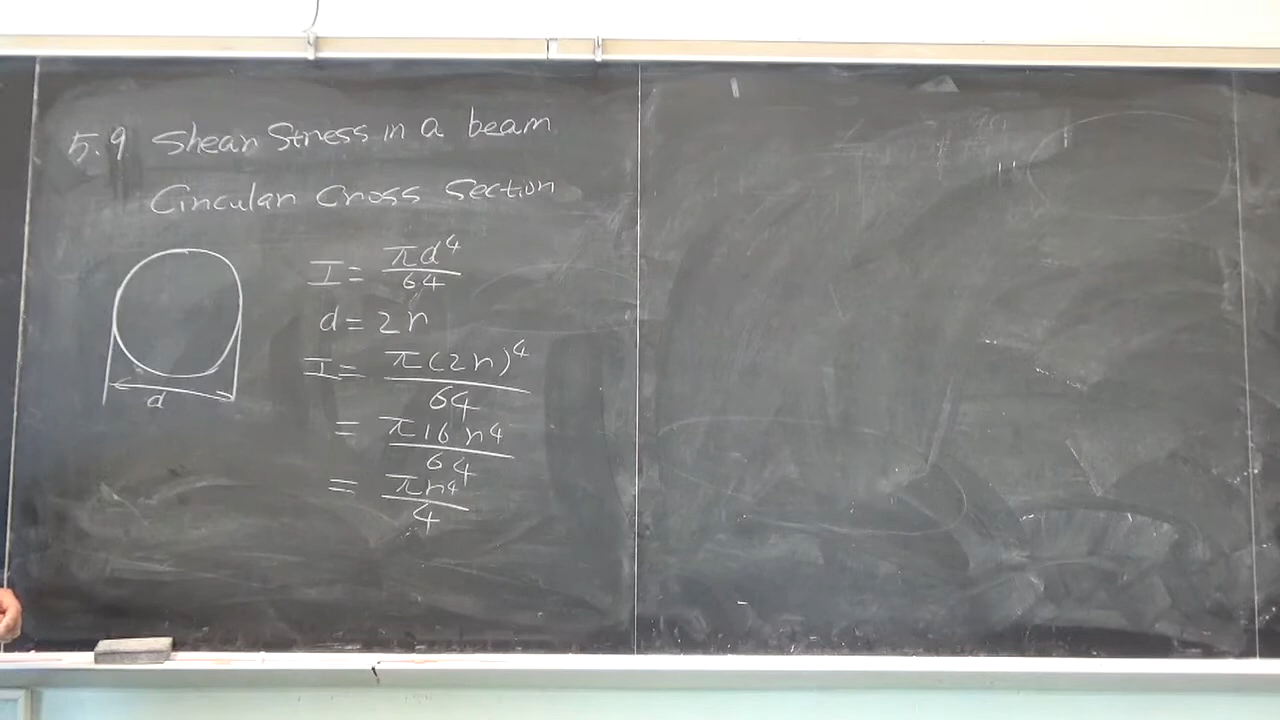 5.9 Shear Stress in a beam
Circular Cross Section
I = πd⁴/64
d = 2r
I = π(2r)⁴/64
= π16r⁴/64
= πr⁴/4
d